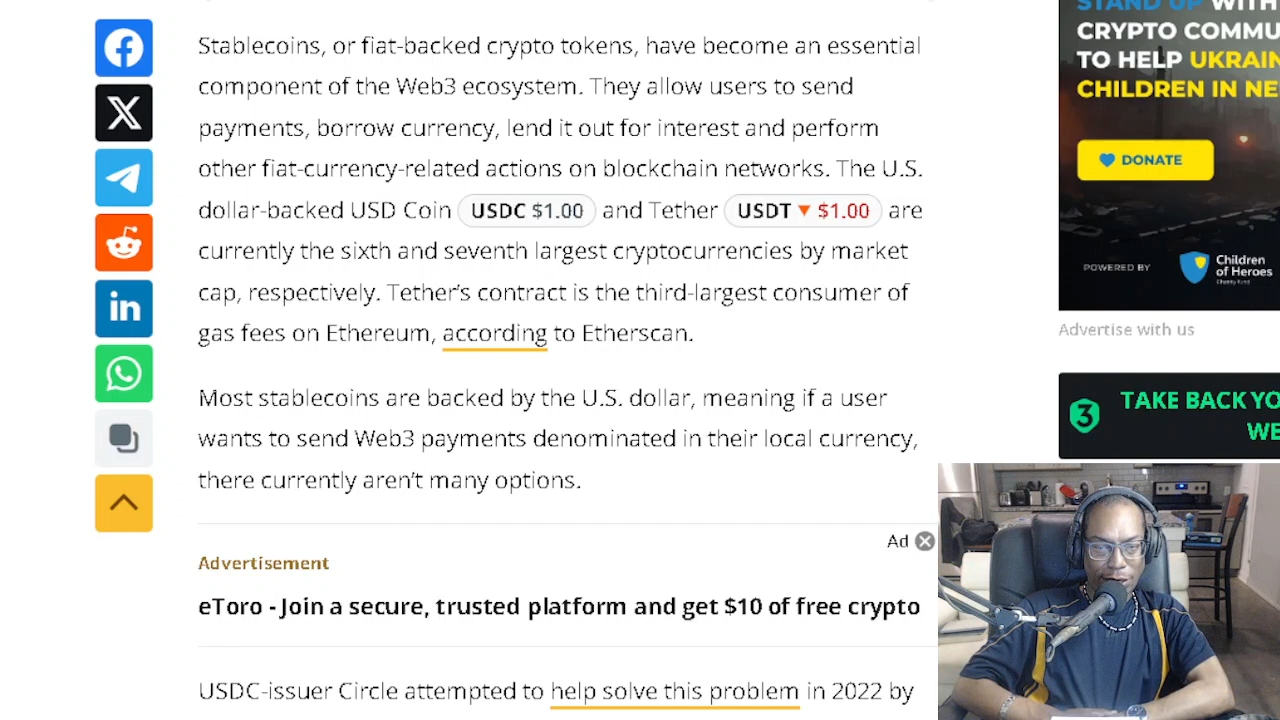 Stablecoins, or fiat-backed crypto tokens, have become an essential
component of the Web3 ecosystem. They allow users to send
payments, borrow currency, lend it out for interest and perform
other fiat-currency-related actions on blockchain networks. The U.S.
dollar-backed USD Coin USDC $1.00 and Tether USDT ▼ $1.00 are
currently the sixth and seventh largest cryptocurrencies by market
cap, respectively. Tether’s contract is the third-largest consumer of
gas fees on Ethereum, according to Etherscan.
Most stablecoins are backed by the U.S. dollar, meaning if a user
wants to send Web3 payments denominated in their local currency,
there currently aren’t many options.
Ad
Advertisement
eToro - Join a secure, trusted platform and get $10 of free crypto
USDC-issuer Circle attempted to help solve this problem in 2022 by
STAND UP WITH
CRYPTO COMMU
TO HELP UKRAIN
CHILDREN IN NE
DONATE
POWERED BY
Children
of Heroes
Charity Fund
Advertise with us
3
TAKE BACK YO
WE